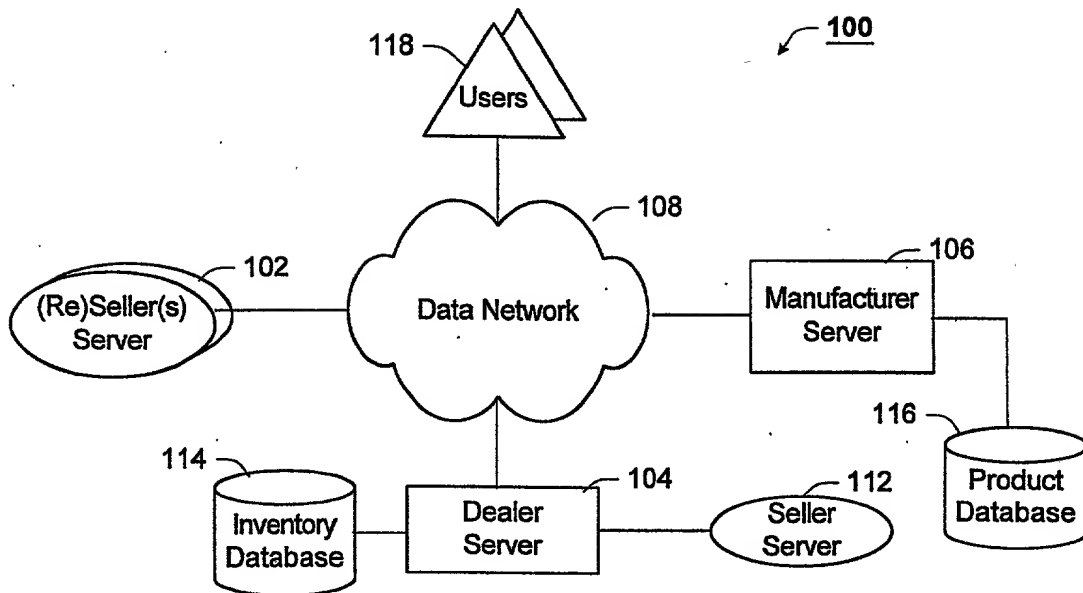 100
118
Users
108
102
(Re)Seller(s)
Server
Data Network
106
Manufacturer
Server
116
Product
Database
114
Inventory
Database
104
Dealer
Server
112
Seller
Server